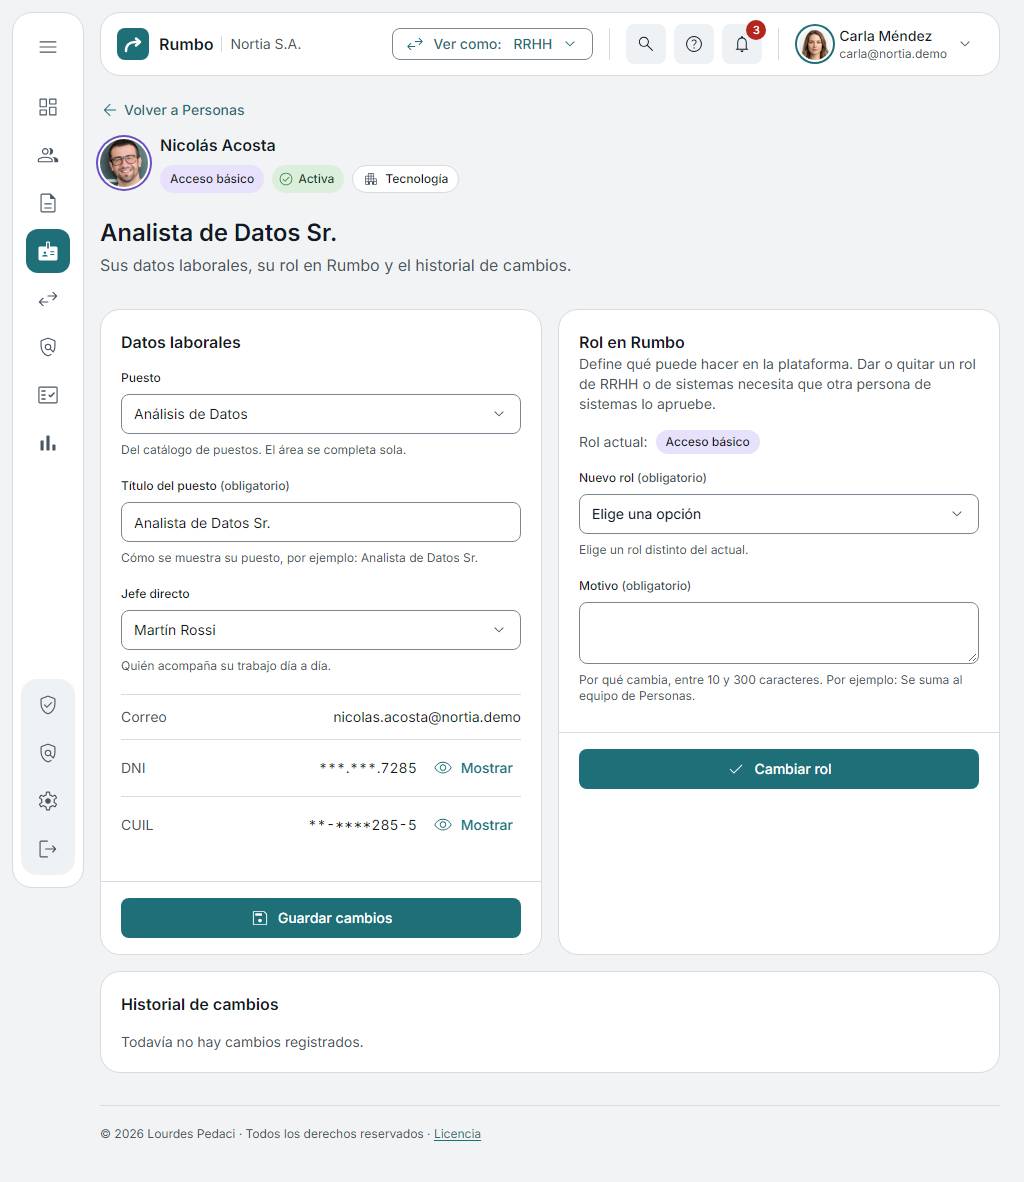 Rumbo
Nortia S.A.
Ver como: RRHH
3
Carla Méndez
carla@nortia.demo
Volver a Personas
Nicolás Acosta
Acceso básico
Activa
Tecnología
Analista de Datos Sr.
Sus datos laborales, su rol en Rumbo y el historial de cambios.
Datos laborales
Puesto
Análisis de Datos
Del catálogo de puestos. El área se completa sola.
Título del puesto (obligatorio)
Analista de Datos Sr.
Cómo se muestra su puesto, por ejemplo: Analista de Datos Sr.
Jefe directo
Martín Rossi
Quién acompaña su trabajo día a día.
Correo nicolas.acosta@nortia.demo
DNI ***.***.7285 Mostrar
CUIL **-****285-5 Mostrar
Guardar cambios
Rol en Rumbo
Define qué puede hacer en la plataforma. Dar o quitar un rol
de RRHH o de sistemas necesita que otra persona de
sistemas lo apruebe.
Rol actual: Acceso básico
Nuevo rol (obligatorio)
Elige una opción
Elige un rol distinto del actual.
Motivo (obligatorio)
Por qué cambia, entre 10 y 300 caracteres. Por ejemplo: Se suma al
equipo de Personas.
Cambiar rol
Historial de cambios
Todavía no hay cambios registrados.
© 2026 Lourdes Pedaci · Todos los derechos reservados · Licencia